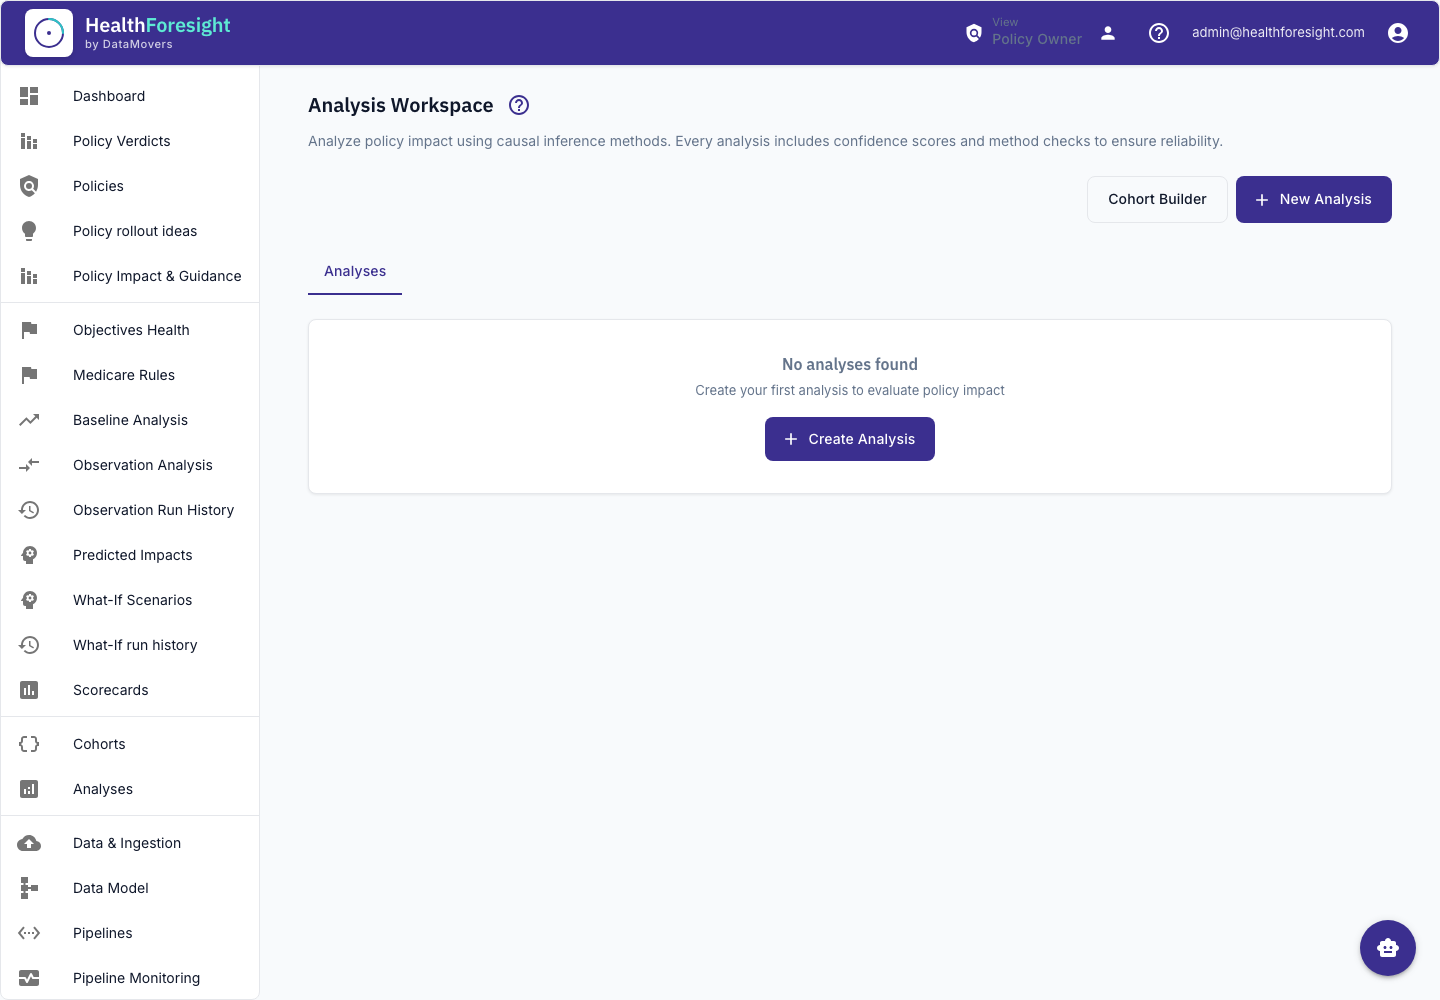 HealthForesight
by DataMovers
View
Policy Owner
admin@healthforesight.com
Dashboard
Policy Verdicts
Policies
Policy rollout ideas
Policy Impact & Guidance
Objectives Health
Medicare Rules
Baseline Analysis
Observation Analysis
Observation Run History
Predicted Impacts
What-If Scenarios
What-If run history
Scorecards
Cohorts
Analyses
Data & Ingestion
Data Model
Pipelines
Pipeline Monitoring
Analysis Workspace
Analyze policy impact using causal inference methods. Every analysis includes confidence scores and method checks to ensure reliability.
Cohort Builder
New Analysis
Analyses
No analyses found
Create your first analysis to evaluate policy impact
Create Analysis